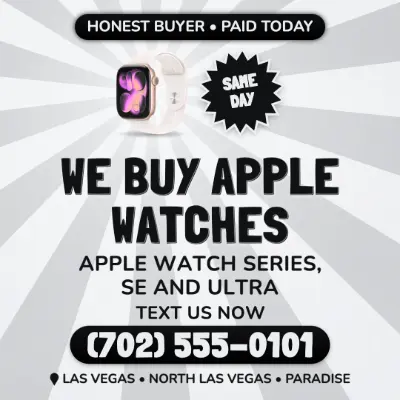 HONEST BUYER • PAID TODAY
SAME
DAY
WE BUY APPLE
WATCHES
APPLE WATCH SERIES,
SE AND ULTRA
TEXT US NOW
(702) 555-0101
LAS VEGAS • NORTH LAS VEGAS • PARADISE